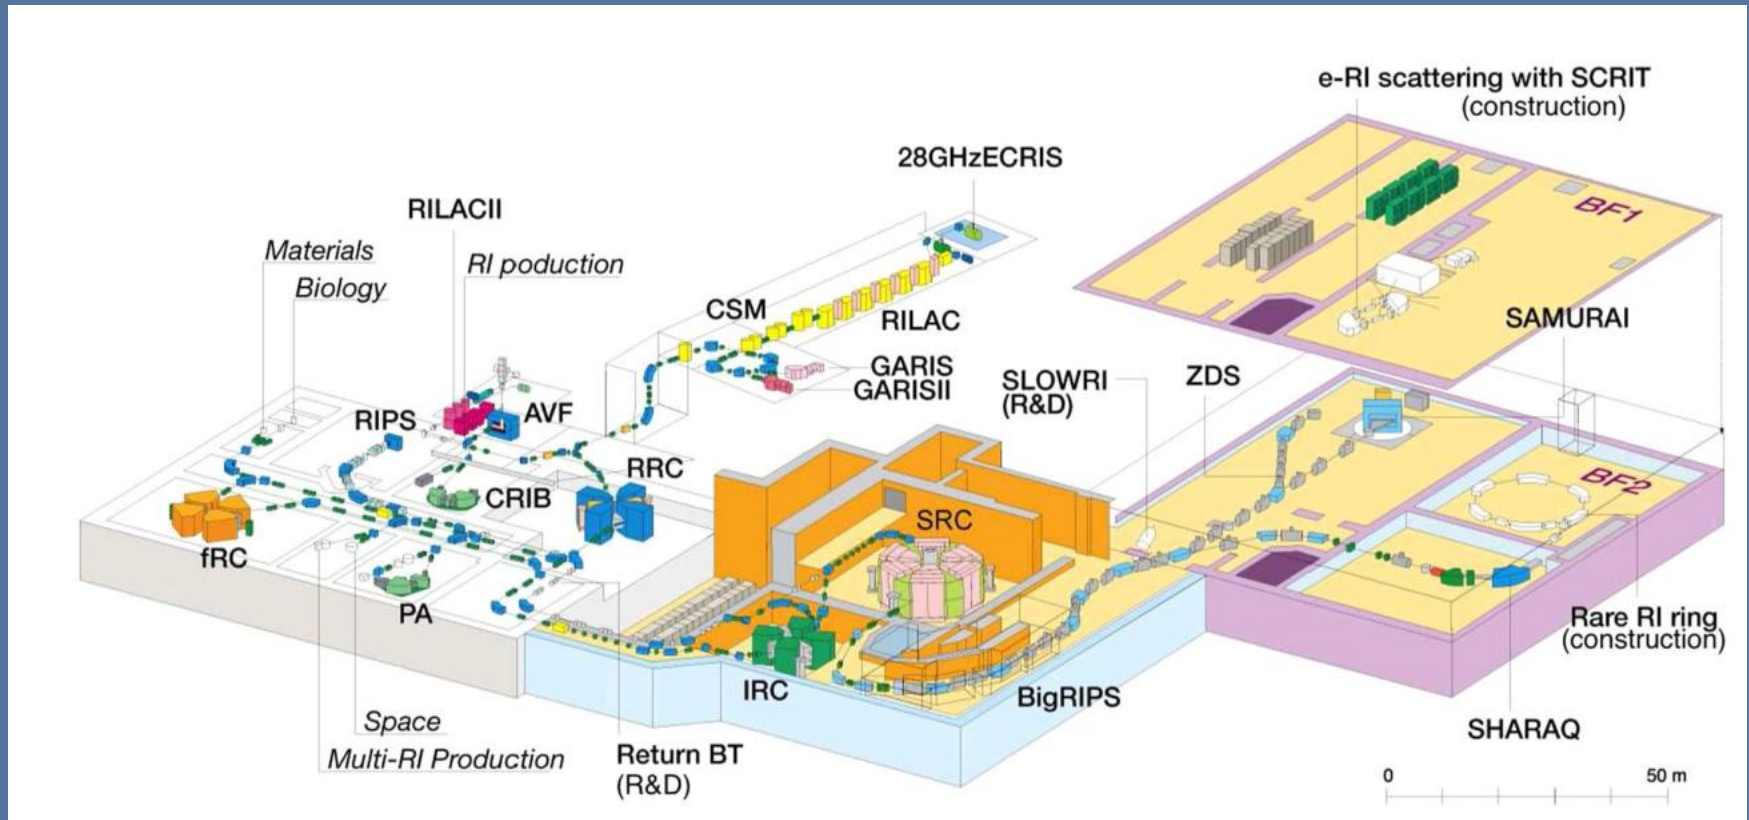 e-RI scattering with SCRIT
(construction)
28GHzECRIS
RILACII
Materials
RI poduction
Biology
BF1
CSM
RILAC
SAMURAI
GARIS
GARISII
SLOWRI
(R&D)
ZDS
RIPS
AVF
RRC
CRIB
BF2
SRC
fRC
PA
Rare RI ring
(construction)
IRC
BigRIPS
Space
SHARAQ
Multi-RI Production
Return BT
(R&D)
0
50 m